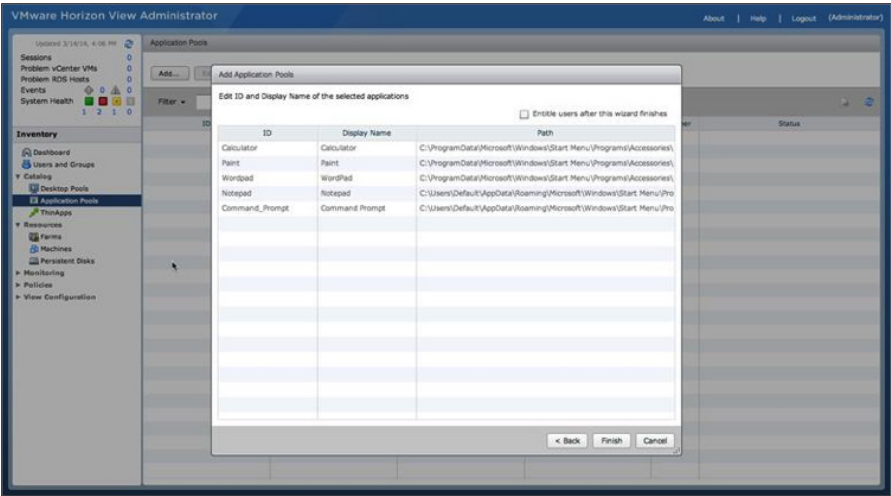 VMware Horizon View Administrator
About | Help | Logout (Administrator)
Updated 3/14/14, 4:06 PM
Sessions 0
Problem vCenter VMs 0
Problem RDS Hosts 0
Events 0 0
System Health
1 2 1 0
Inventory
Dashboard
Users and Groups
Catalog
Desktop Pools
Application Pools
ThinApps
Resources
Farms
Machines
Persistent Disks
Monitoring
Policies
View Configuration
Application Pools
Add...
Filter
ID
Status
Add Application Pools
Edit ID and Display Name of the selected applications
Entitle users after this wizard finishes
ID Display Name Path
Calculator Calculator C:\ProgramData\Microsoft\Windows\Start Menu\Programs\Accessories\
Paint Paint C:\ProgramData\Microsoft\Windows\Start Menu\Programs\Accessories\
Wordpad WordPad C:\ProgramData\Microsoft\Windows\Start Menu\Programs\Accessories\
Notepad Notepad C:\Users\Default\AppData\Roaming\Microsoft\Windows\Start Menu\Pro
Command_Prompt Command Prompt C:\Users\Default\AppData\Roaming\Microsoft\Windows\Start Menu\Pro
< Back Finish Cancel